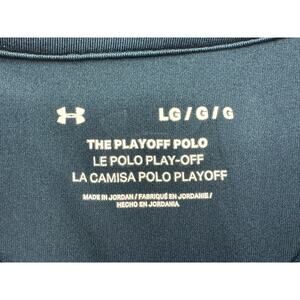 LG / G / G
THE PLAYOFF POLO
LE POLO PLAY-OFF
LA CAMISA POLO PLAYOFF
MADE IN JORDAN / FABRIQUÉ EN JORDANIE /
HECHO EN JORDANIA